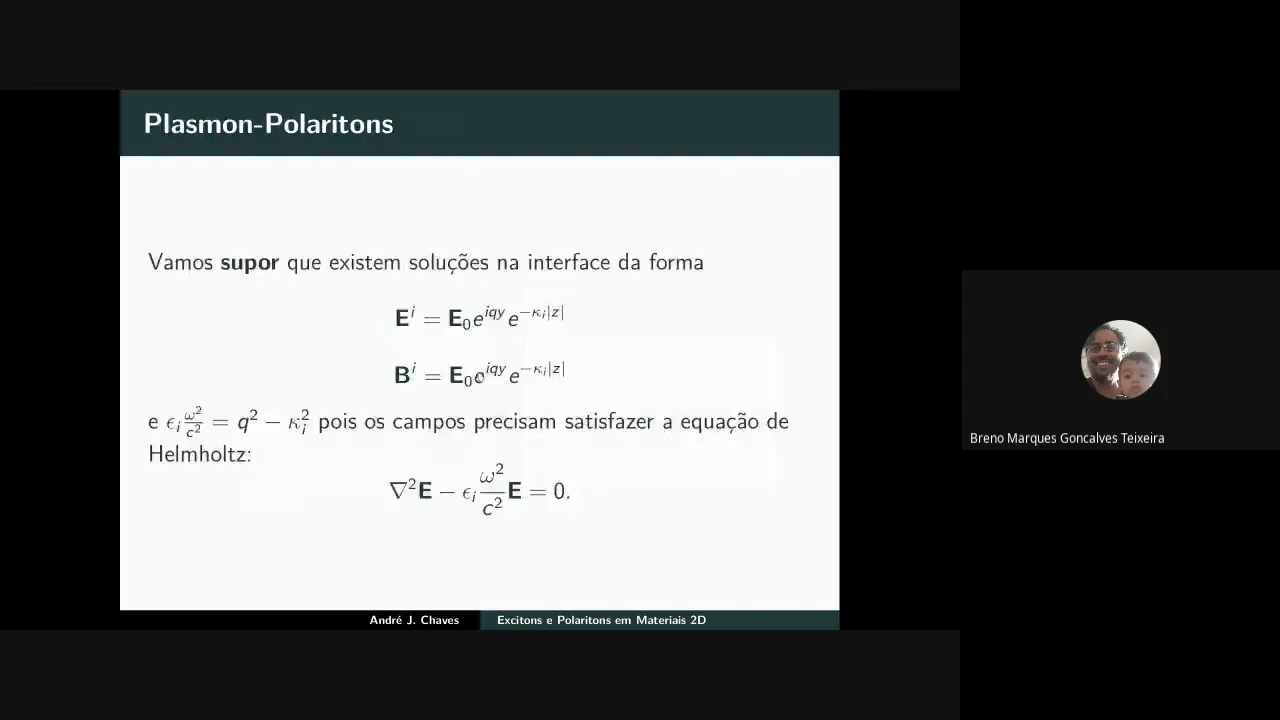 Plasmon-Polaritons
Vamos supor que existem soluções na interface da forma
E^i = E_0 e^{iqy} e^{-κ_i|z|}
B^i = E_0 e^{iqy} e^{-κ_i|z|}
e ϵ_i ω²/c² = q² − κ_i² pois os campos precisam satisfazer a equação de
Helmholtz:
∇²E − ϵ_i ω²/c² E = 0.
André J. Chaves
Excitons e Polaritons em Materiais 2D
Breno Marques Goncalves Teixeira